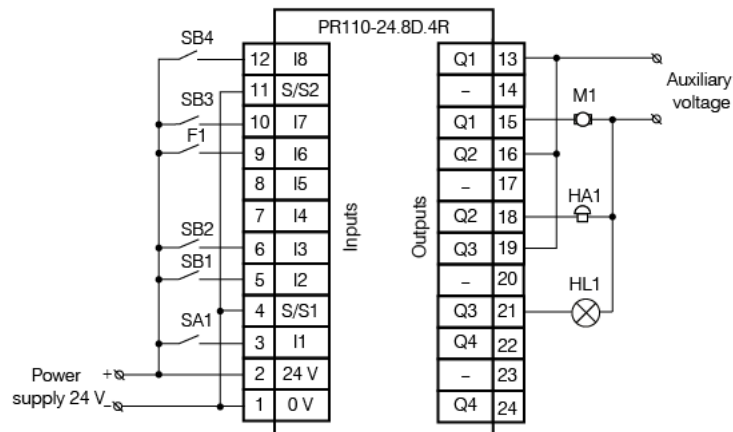 PR110-24.8D.4R
SB4
12 I8
11 S/S2
SB3
10 I7
F1
9 I6
8 I5
7 I4
SB2
6 I3
SB1
5 I2
4 S/S1
SA1
3 I1
Power
supply 24 V
+
2 24 V
-
1 0 V
Inputs
Outputs
Q1 13
– 14
Q1 15
Q2 16
– 17
Q2 18
Q3 19
– 20
Q3 21
Q4 22
– 23
Q4 24
Auxiliary
voltage
M1
HA1
HL1